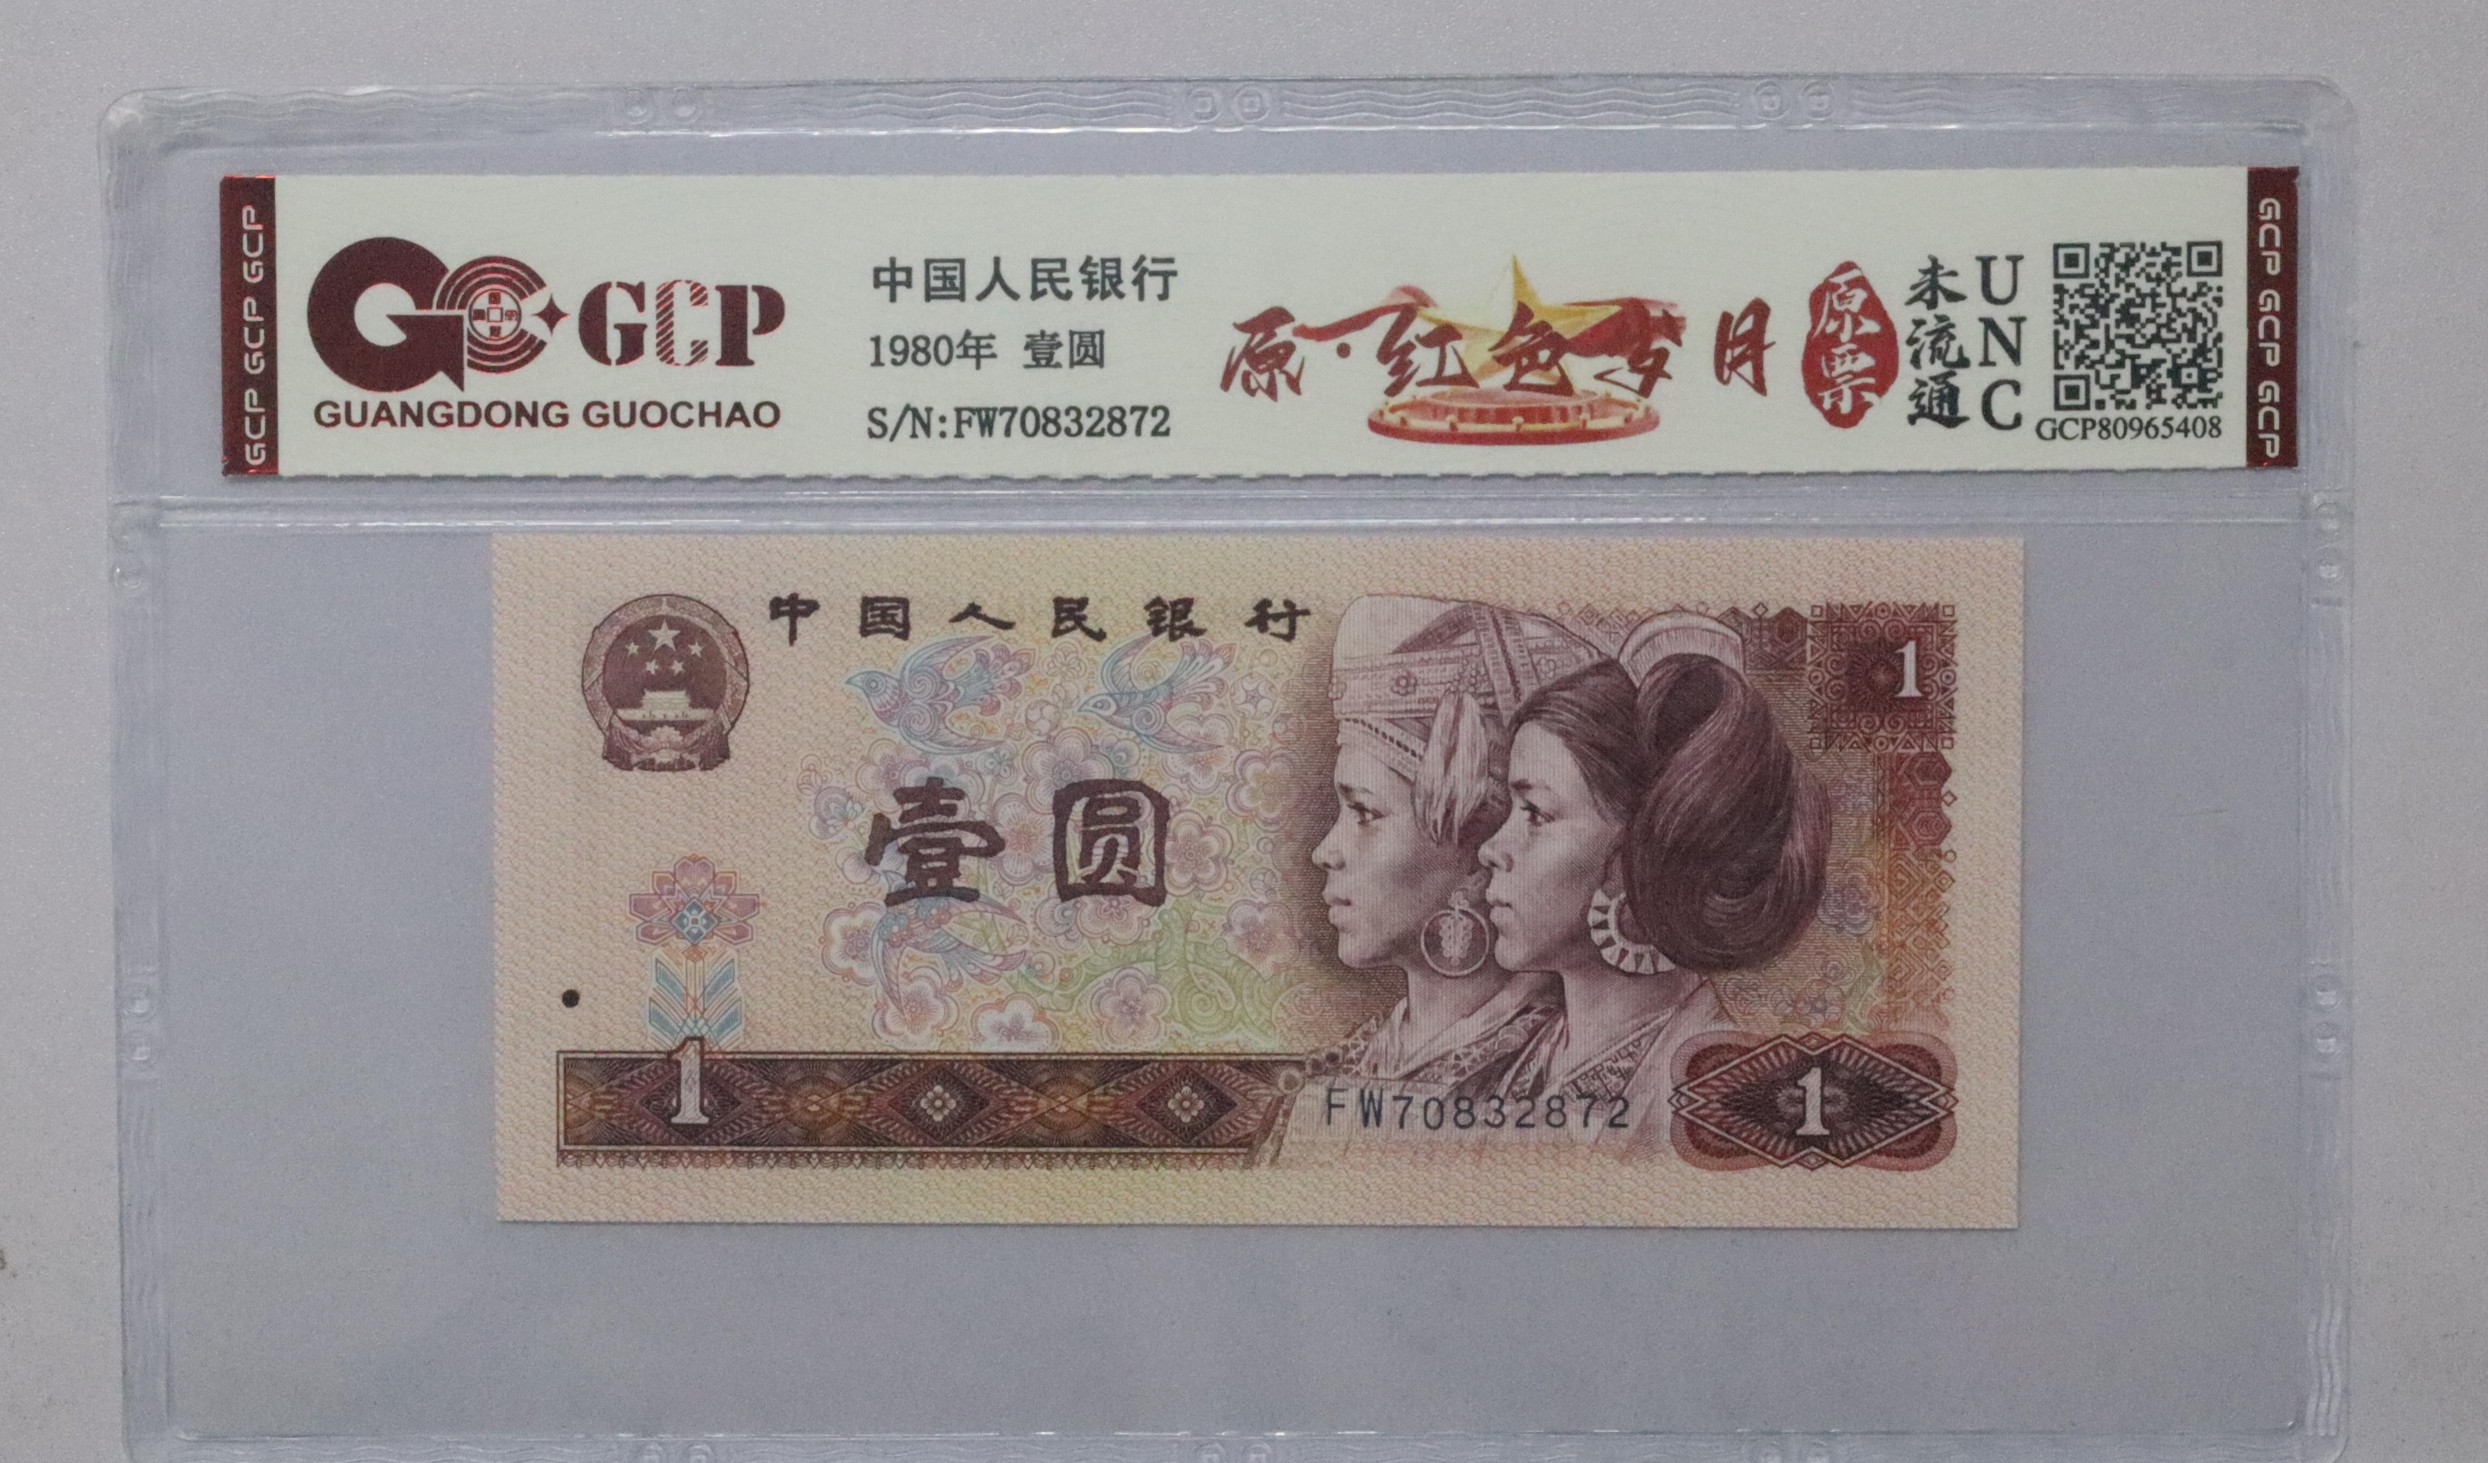 GCP GCP GCP
GCP
GUANGDONG GUOCHAO
中国人民银行
1980年 壹圆
S/N:FW70832872
原·红色岁月
原票
未流通
UNC
GCP80965408
GCP GCP GCP
中国人民银行
1
壹圆
1
FW70832872
1